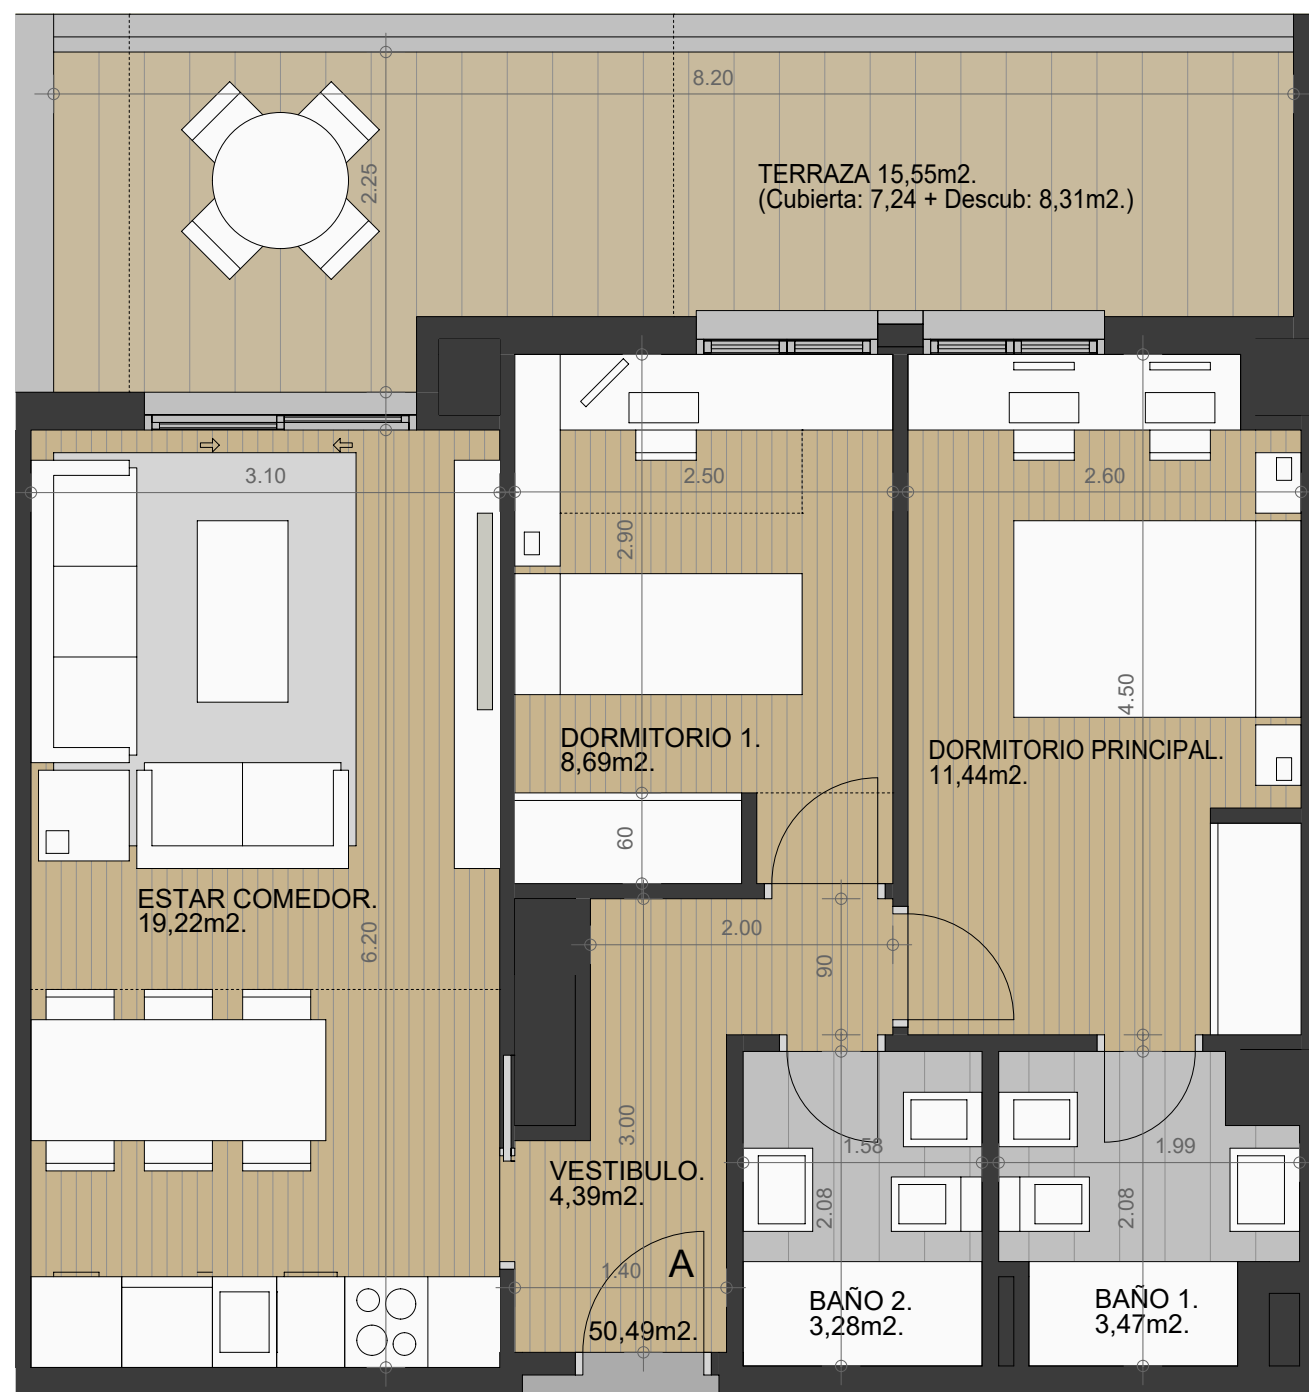 8.20
2.25
TERRAZA 15,55m2.
(Cubierta: 7,24 + Descub: 8,31m2.)
3.10
2.50
2.60
2.90
4.50
DORMITORIO 1.
8,69m2.
DORMITORIO PRINCIPAL.
11,44m2.
60
ESTAR COMEDOR.
19,22m2.
6.20
2.00
90
3.00
1.58
1.99
VESTIBULO.
4,39m2.
2.08
2.08
A
1.40
50,49m2.
BAÑO 2.
3,28m2.
BAÑO 1.
3,47m2.